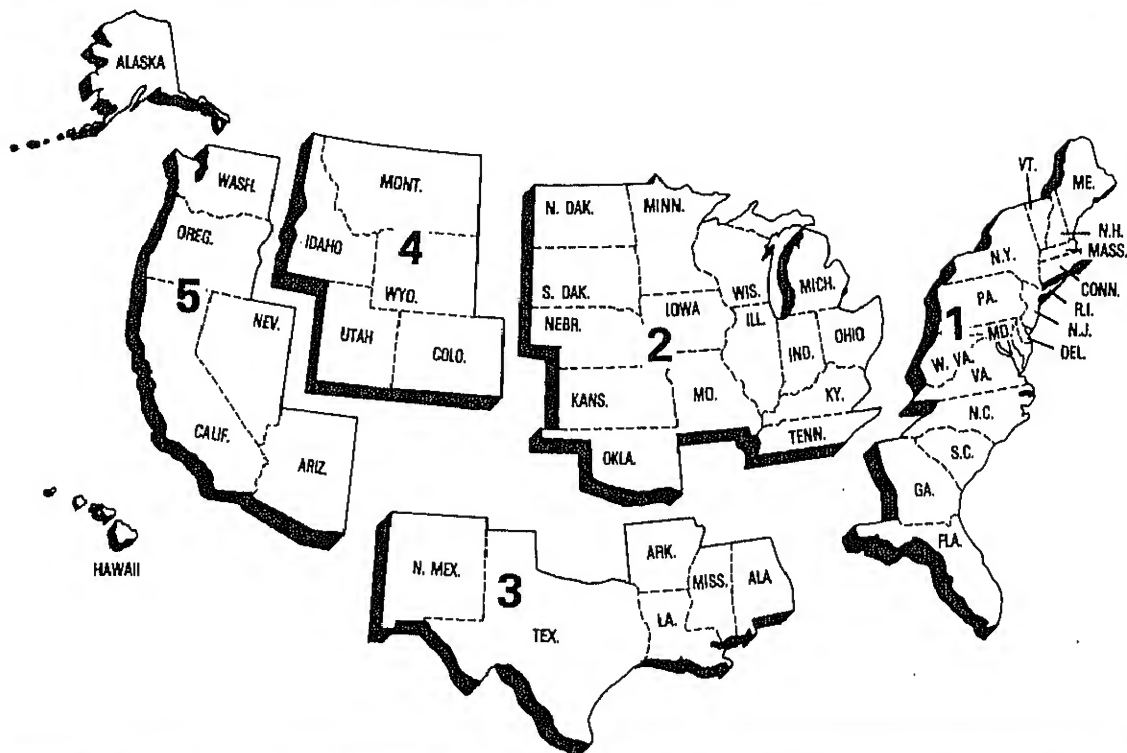 ALASKA
WASH.
OREG.
5
NEV.
CALIF.
ARIZ.
HAWAII
MONT.
IDAHO
4
WYO.
UTAH
COLO.
N. DAK.
MINN.
S. DAK.
WIS.
MICH.
NEBR.
IOWA
2
ILL.
IND.
OHIO
KANS.
MO.
KY.
TENN.
OKLA.
N. MEX.
3
TEX.
ARK.
LA.
MISS.
ALA
VT.
ME.
N.H.
MASS.
N.Y.
CONN.
R.I.
PA.
1
N.J.
MD.
DEL.
W. VA.
VA.
N.C.
S.C.
GA.
FLA.